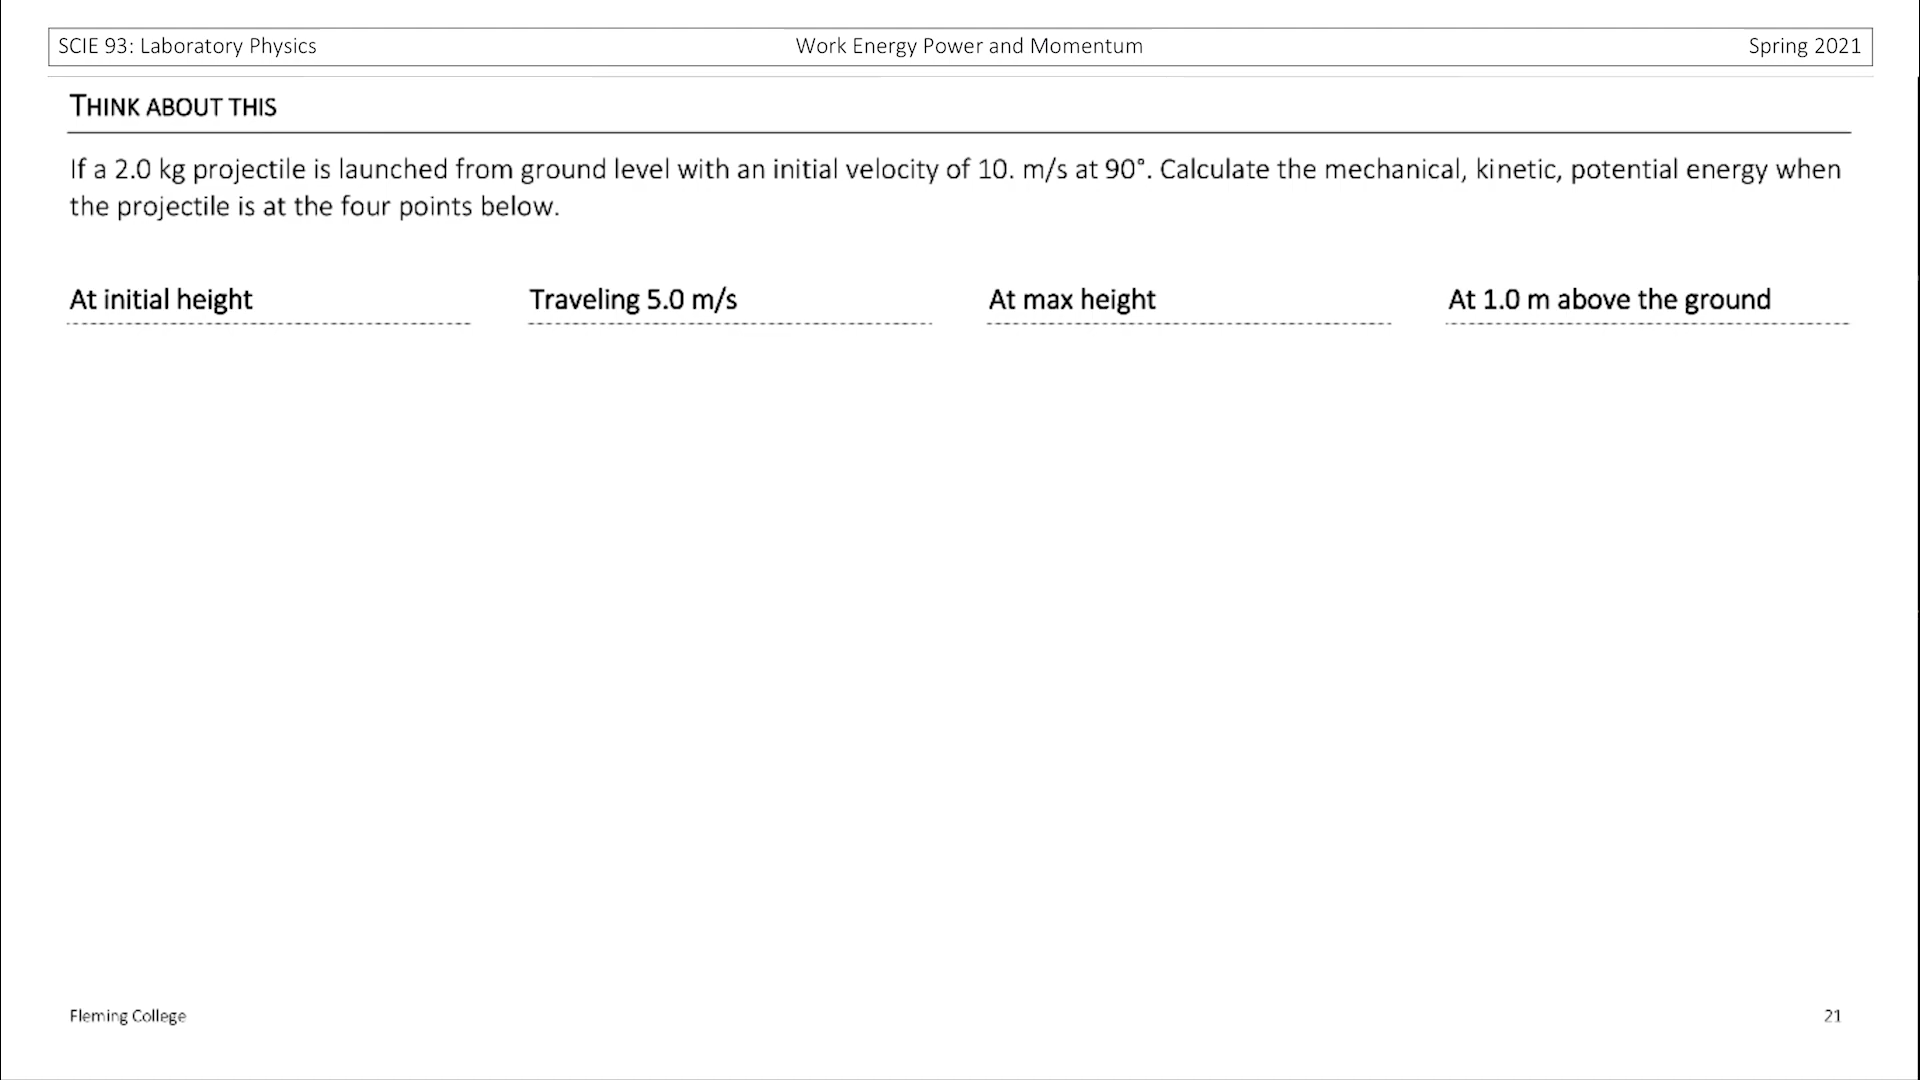 SCIE 93: Laboratory Physics Work Energy Power and Momentum Spring 2021
THINK ABOUT THIS
If a 2.0 kg projectile is launched from ground level with an initial velocity of 10. m/s at 90°. Calculate the mechanical, kinetic, potential energy when
the projectile is at the four points below.
At initial height Traveling 5.0 m/s At max height At 1.0 m above the ground
Fleming College 21